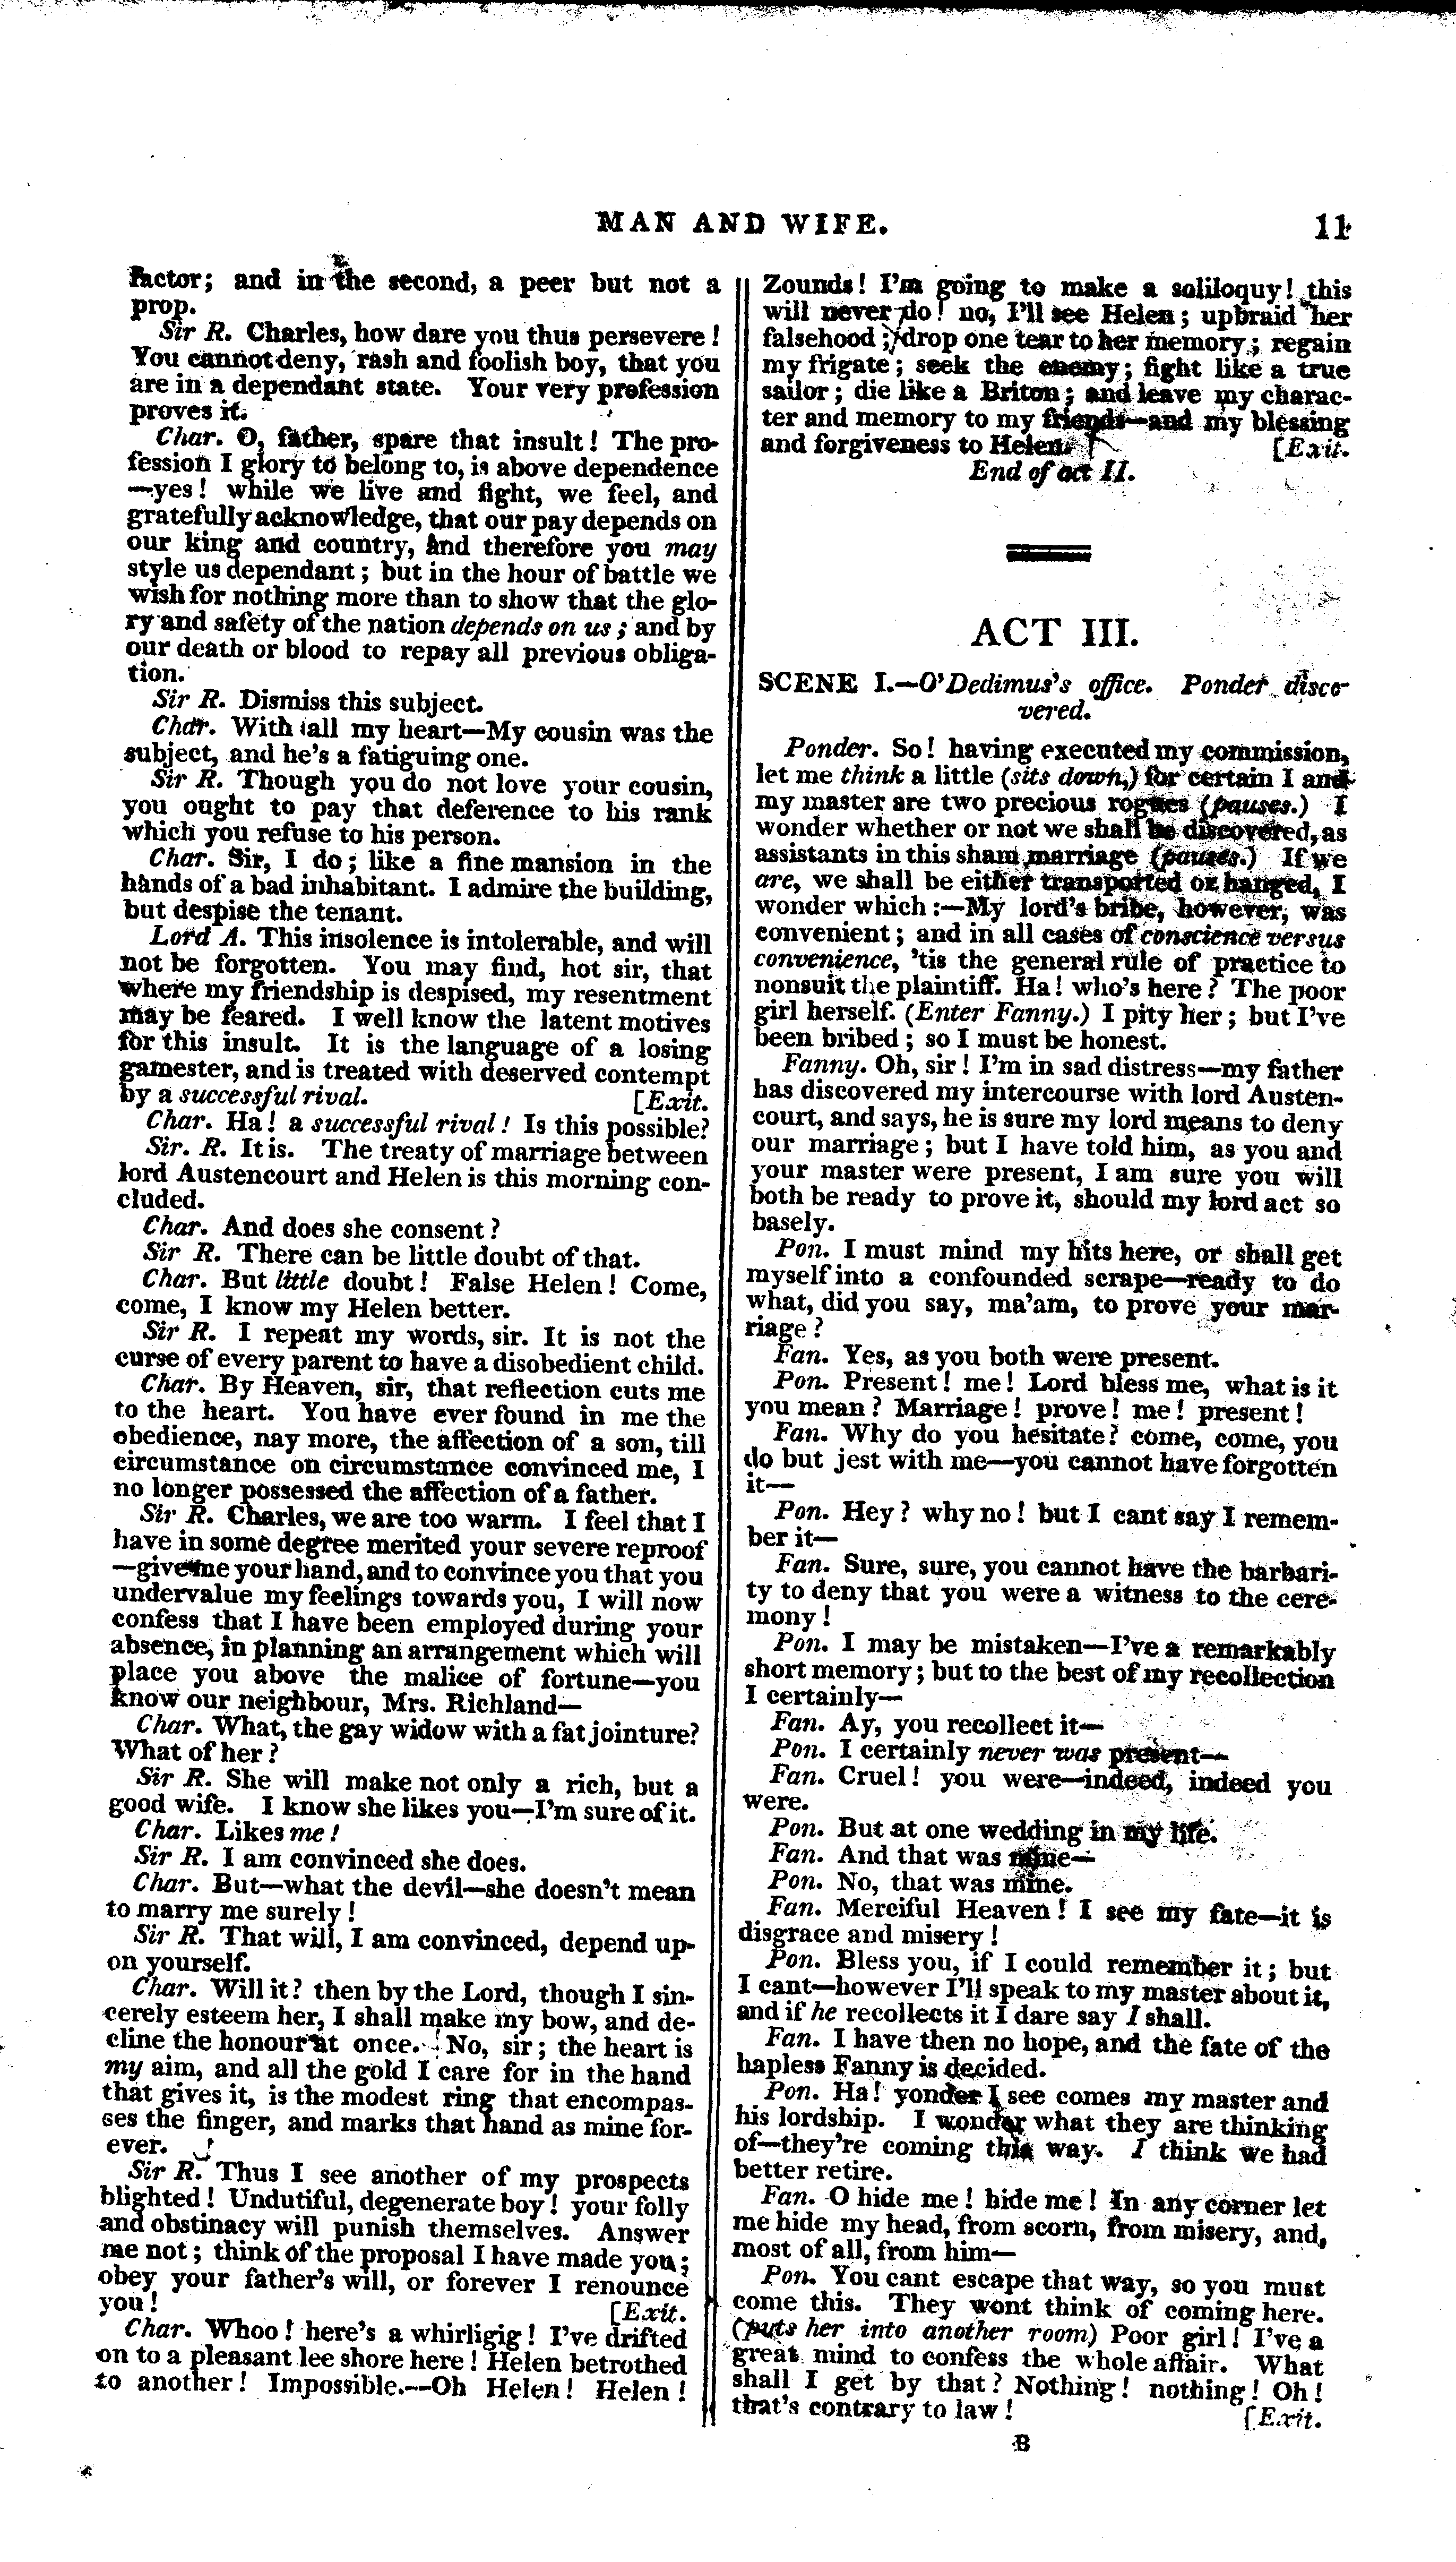 MAN AND WIFE.
11
factor; and in the second, a peer but not a
prop.
Sir R. Charles, how dare you thus persevere!
You cannot deny, rash and foolish boy, that you
are in a dependant state. Your very profession
proves it.
Char. O, father, spare that insult! The pro-
fession I glory to belong to, is above dependence
—yes! while we live and fight, we feel, and
gratefully acknowledge, that our pay depends on
our king and country, and therefore you may
style us dependant; but in the hour of battle we
wish for nothing more than to show that the glo-
ry and safety of the nation depends on us; and by
our death or blood to repay all previous obliga-
tion.
Sir R. Dismiss this subject.
Char. With all my heart—My cousin was the
subject, and he's a fatiguing one.
Sir R. Though you do not love your cousin,
you ought to pay that deference to his rank
which you refuse to his person.
Char. Sir, I do; like a fine mansion in the
hands of a bad inhabitant. I admire the building,
but despise the tenant.
Lord A. This insolence is intolerable, and will
not be forgotten. You may find, hot sir, that
where my friendship is despised, my resentment
may be feared. I well know the latent motives
for this insult. It is the language of a losing
gamester, and is treated with deserved contempt
by a successful rival. [Exit.
Char. Ha! a successful rival! Is this possible?
Sir. R. It is. The treaty of marriage between
lord Austencourt and Helen is this morning con-
cluded.
Char. And does she consent?
Sir R. There can be little doubt of that.
Char. But little doubt! False Helen! Come,
come, I know my Helen better.
Sir R. I repeat my words, sir. It is not the
curse of every parent to have a disobedient child.
Char. By Heaven, sir, that reflection cuts me
to the heart. You have ever found in me the
obedience, nay more, the affection of a son, till
circumstance on circumstance convinced me, I
no longer possessed the affection of a father.
Sir R. Charles, we are too warm. I feel that I
have in some degree merited your severe reproof
—give me your hand, and to convince you that you
undervalue my feelings towards you, I will now
confess that I have been employed during your
absence, in planning an arrangement which will
place you above the malice of fortune—you
know our neighbour, Mrs. Richland—
Char. What, the gay widow with a fat jointure?
What of her?
Sir R. She will make not only a rich, but a
good wife. I know she likes you—I'm sure of it.
Char. Likes me!
Sir R. I am convinced she does.
Char. But—what the devil—she doesn't mean
to marry me surely!
Sir R. That will, I am convinced, depend up-
on yourself.
Char. Will it? then by the Lord, though I sin-
cerely esteem her, I shall make my bow, and de-
cline the honour at once. No, sir; the heart is
my aim, and all the gold I care for in the hand
that gives it, is the modest ring that encompas-
ses the finger, and marks that hand as mine for-
ever.
Sir R. Thus I see another of my prospects
blighted! Undutiful, degenerate boy! your folly
and obstinacy will punish themselves. Answer
me not; think of the proposal I have made you;
obey your father's will, or forever I renounce
you! [Exit.
Char. Whoo! here's a whirligig! I've drifted
on to a pleasant lee shore here! Helen betrothed
to another! Impossible.—Oh Helen! Helen!
Zounds! I'm going to make a soliloquy! this
will never do! no, I'll see Helen; upbraid her
falsehood; drop one tear to her memory; regain
my frigate; seek the enemy; fight like a true
sailor; die like a Briton; and leave my charac-
ter and memory to my friends—and my blessing
and forgiveness to Helen. [Exit.
End of act II.
ACT III.
SCENE I.—O'Dedimus's office. Ponder disco-
vered.
Ponder. So! having executed my commission,
let me think a little (sits down,) for certain I and
my master are two precious rogues (pauses.) I
wonder whether or not we shall be discovered, as
assistants in this sham marriage (pauses.) If we
are, we shall be either transported or hanged, I
wonder which:—My lord's bribe, however, was
convenient; and in all cases of conscience versus
convenience, 'tis the general rule of practice to
nonsuit the plaintiff. Ha! who's here? The poor
girl herself. (Enter Fanny.) I pity her; but I've
been bribed; so I must be honest.
Fanny. Oh, sir! I'm in sad distress—my father
has discovered my intercourse with lord Austen-
court, and says, he is sure my lord means to deny
our marriage; but I have told him, as you and
your master were present, I am sure you will
both be ready to prove it, should my lord act so
basely.
Pon. I must mind my hits here, or shall get
myself into a confounded scrape—ready to do
what, did you say, ma'am, to prove your mar-
riage?
Fan. Yes, as you both were present.
Pon. Present! me! Lord bless me, what is it
you mean? Marriage! prove! me! present!
Fan. Why do you hesitate? come, come, you
do but jest with me—you cannot have forgotten
it—
Pon. Hey? why no! but I cant say I remem-
ber it—
Fan. Sure, sure, you cannot have the barbari-
ty to deny that you were a witness to the cere-
mony!
Pon. I may be mistaken—I've a remarkably
short memory; but to the best of my recollection
I certainly—
Fan. Ay, you recollect it—
Pon. I certainly never was present—
Fan. Cruel! you were—indeed, indeed you
were.
Pon. But at one wedding in my life.
Fan. And that was mine—
Pon. No, that was mine.
Fan. Merciful Heaven! I see my fate—it is
disgrace and misery!
Pon. Bless you, if I could remember it; but
I cant—however I'll speak to my master about it,
and if he recollects it I dare say I shall.
Fan. I have then no hope, and the fate of the
hapless Fanny is decided.
Pon. Ha! yonder I see comes my master and
his lordship. I wonder what they are thinking
of—they're coming this way. I think we had
better retire.
Fan. O hide me! hide me! In any corner let
me hide my head, from scorn, from misery, and,
most of all, from him—
Pon. You cant escape that way, so you must
come this. They wont think of coming here.
(puts her into another room) Poor girl! I've a
great mind to confess the whole affair. What
shall I get by that? Nothing! nothing! Oh!
that's contrary to law! [Exit.
B